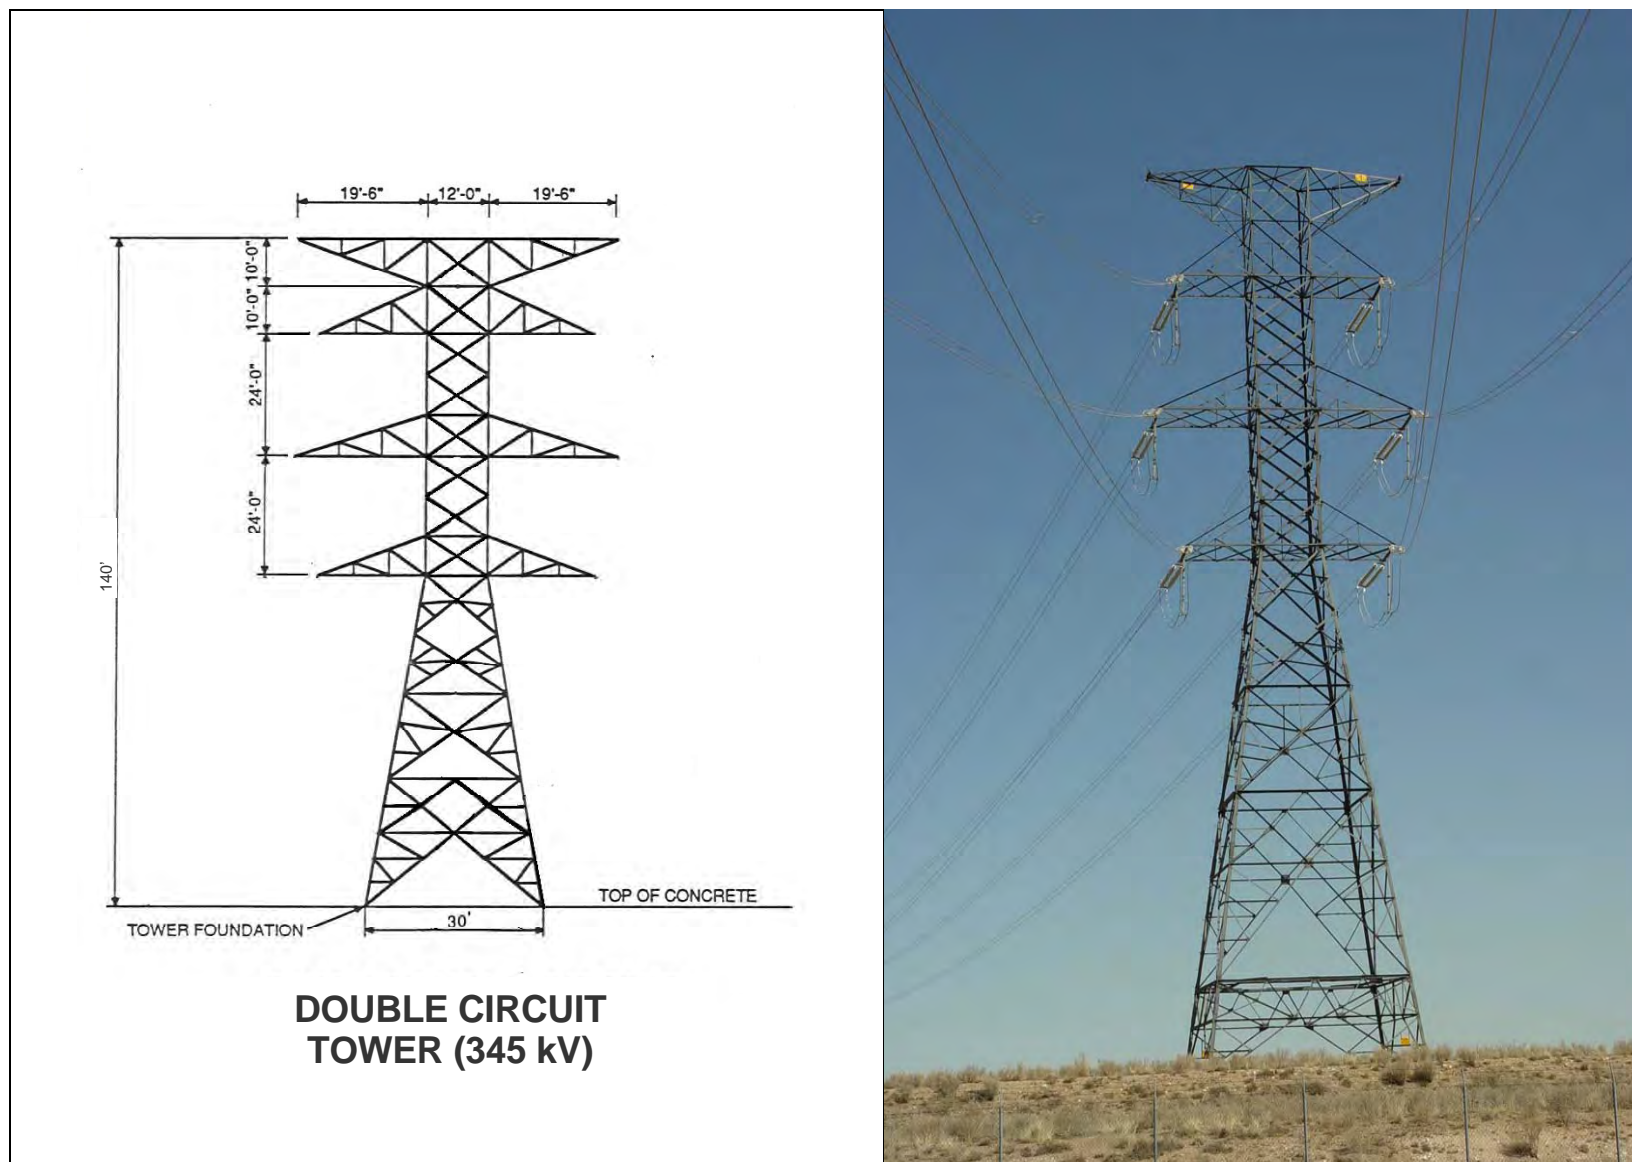 19'-6" 12'-0" 19'-6"
10'-0"
10'-0"
24'-0"
24'-0"
140'
TOP OF CONCRETE
30'
TOWER FOUNDATION
DOUBLE CIRCUIT
TOWER (345 kV)